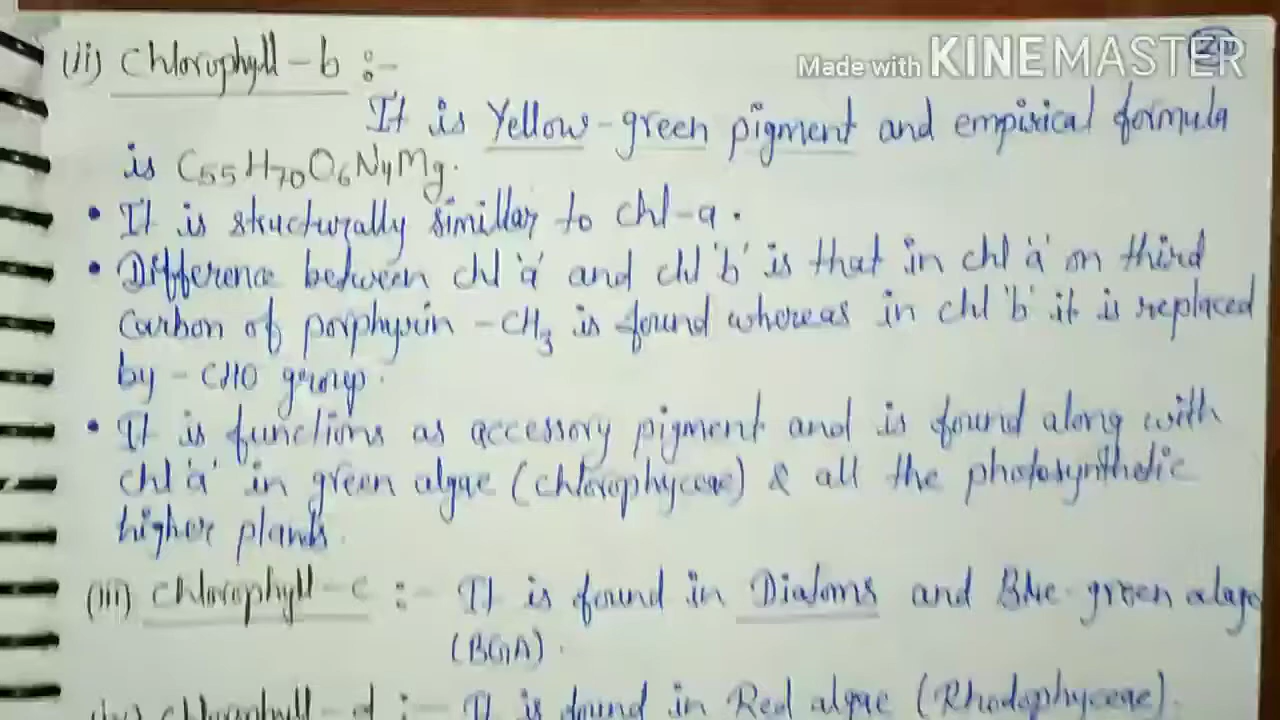 (ii) Chlorophyll-b :-
Made with KINEMASTER
It is Yellow-green pigment and empirical formula
is C55H70O6N4Mg.
• It is structurally similar to chl-a.
• Difference between chl 'a' and chl 'b' is that in chl 'a' on third
Carbon of porphyrin -CH3 is found whereas in chl 'b' it is replaced
by -CHO group.
• It is functions as accessory pigment and is found along with
chl 'a' in green algae (chlorophyceae) & all the photosynthetic
higher plants.
(iii) Chlorophyll-c :- It is found in Diatoms and Blue-green
(BGA).
(iv) Chlorophyll-d :- It is found in Red algae (Rhodophyceae).